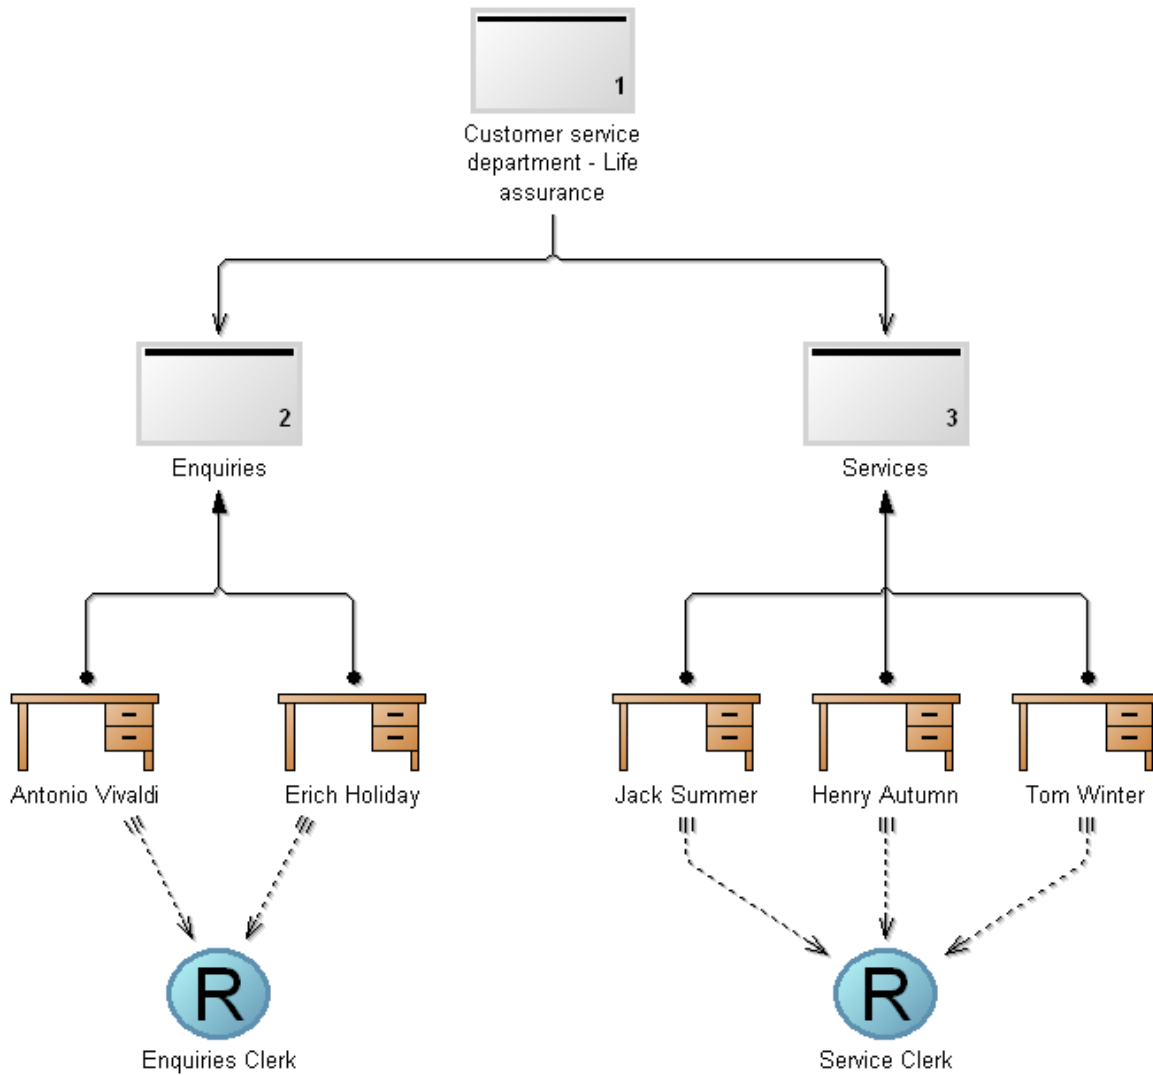 1
Customer service
department - Life
assurance
2
3
Enquiries
Services
Antonio Vivaldi
Erich Holiday
Jack Summer
Henry Autumn
Tom Winter
R
R
Enquiries Clerk
Service Clerk